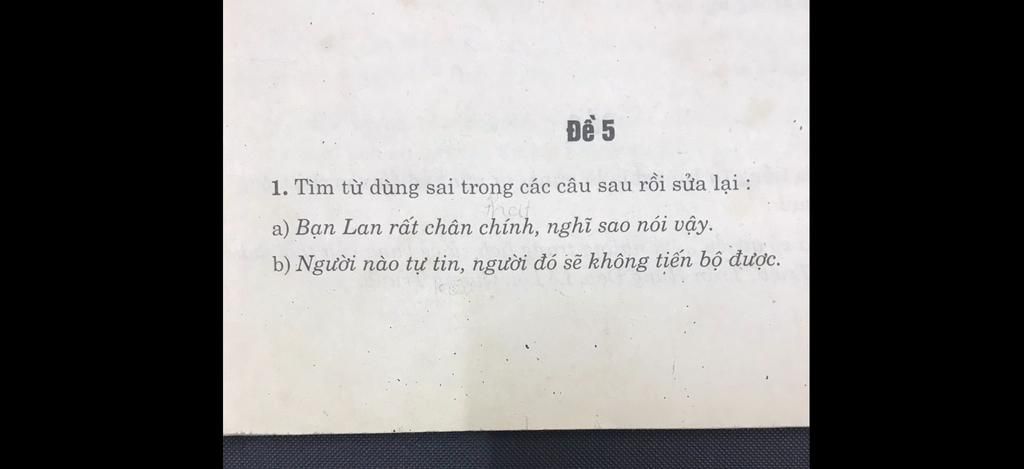 Đề 5
1. Tìm từ dùng sai trong các câu sau rồi sửa lại :
a) Bạn Lan rất chân chính, nghĩ sao nói vậy.
b) Người nào tự tin, người đó sẽ không tiến bộ được.